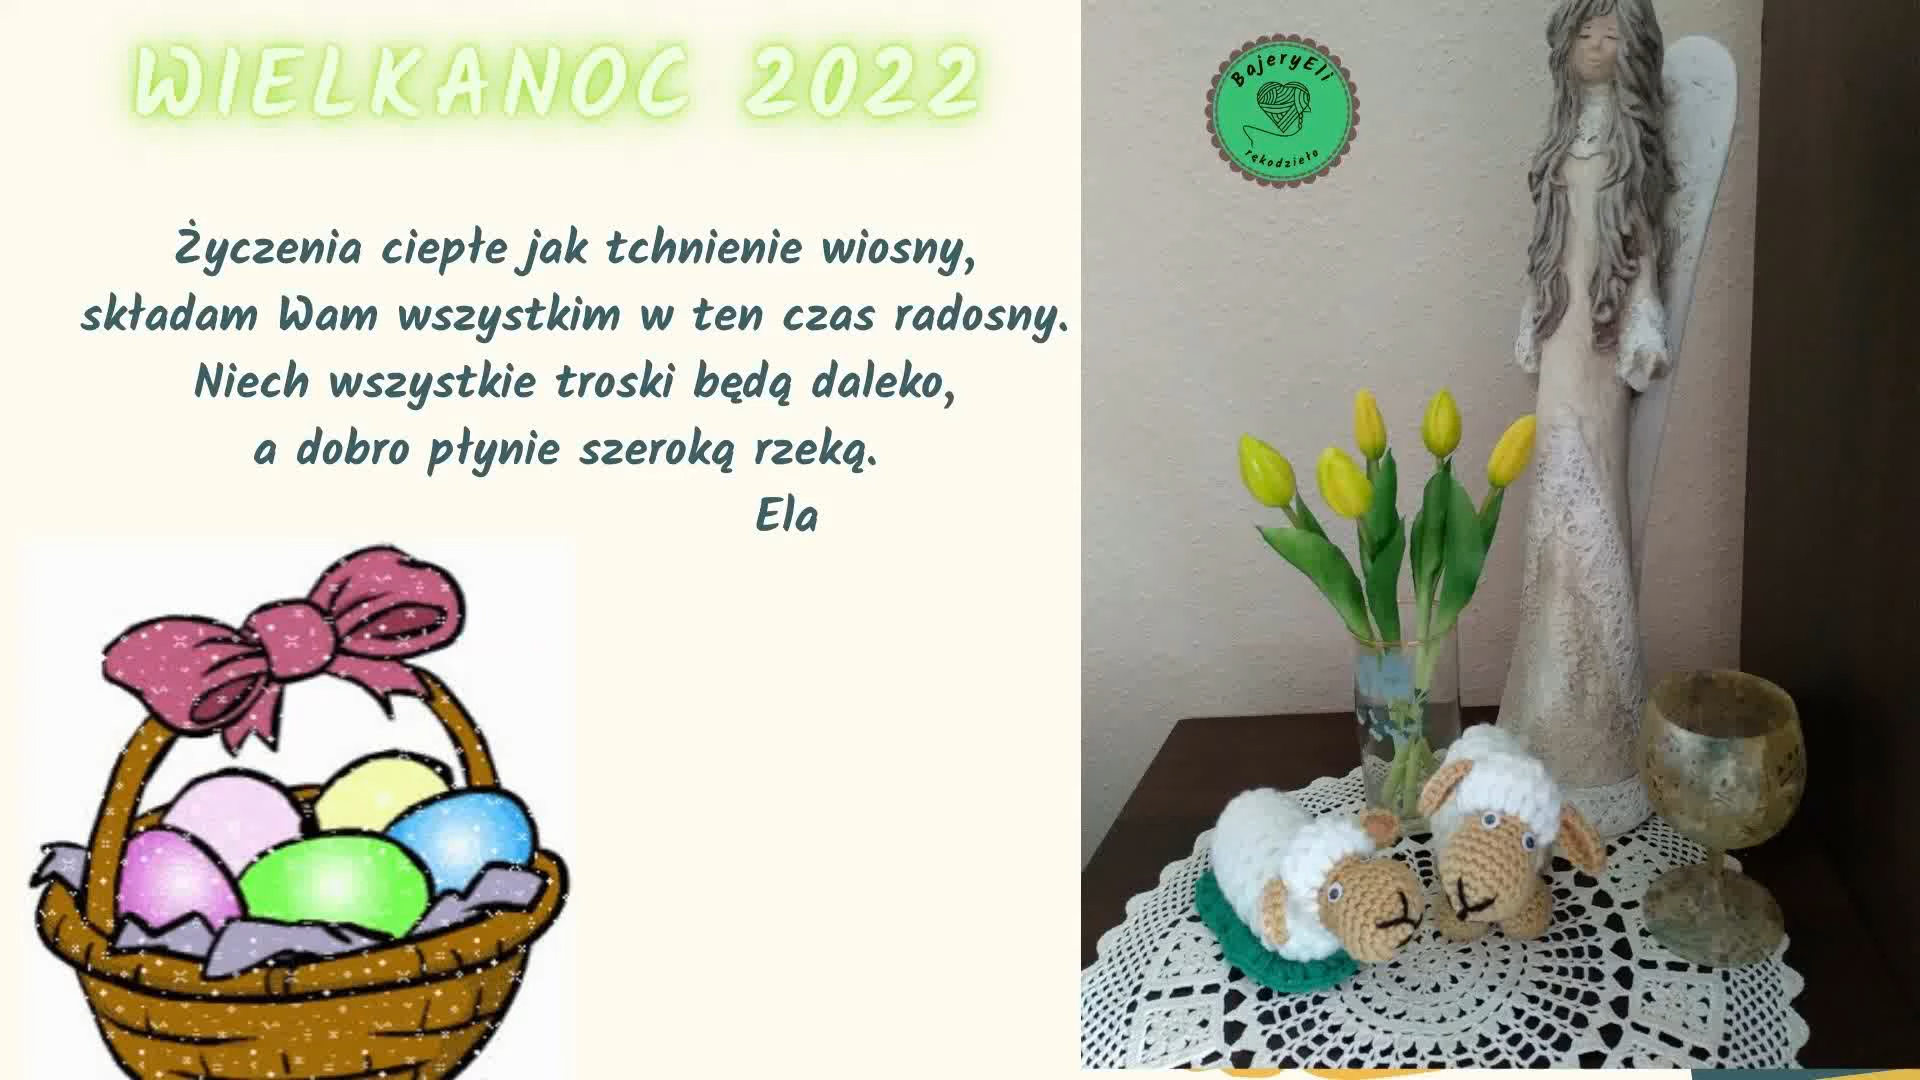 WIELKANOC 2022
Życzenia ciepłe jak tchnienie wiosny,
składam Wam wszystkim w ten czas radosny.
Niech wszystkie troski będą daleko,
a dobro płynie szeroką rzeką.
Ela
BajeryEli
rękodzieło